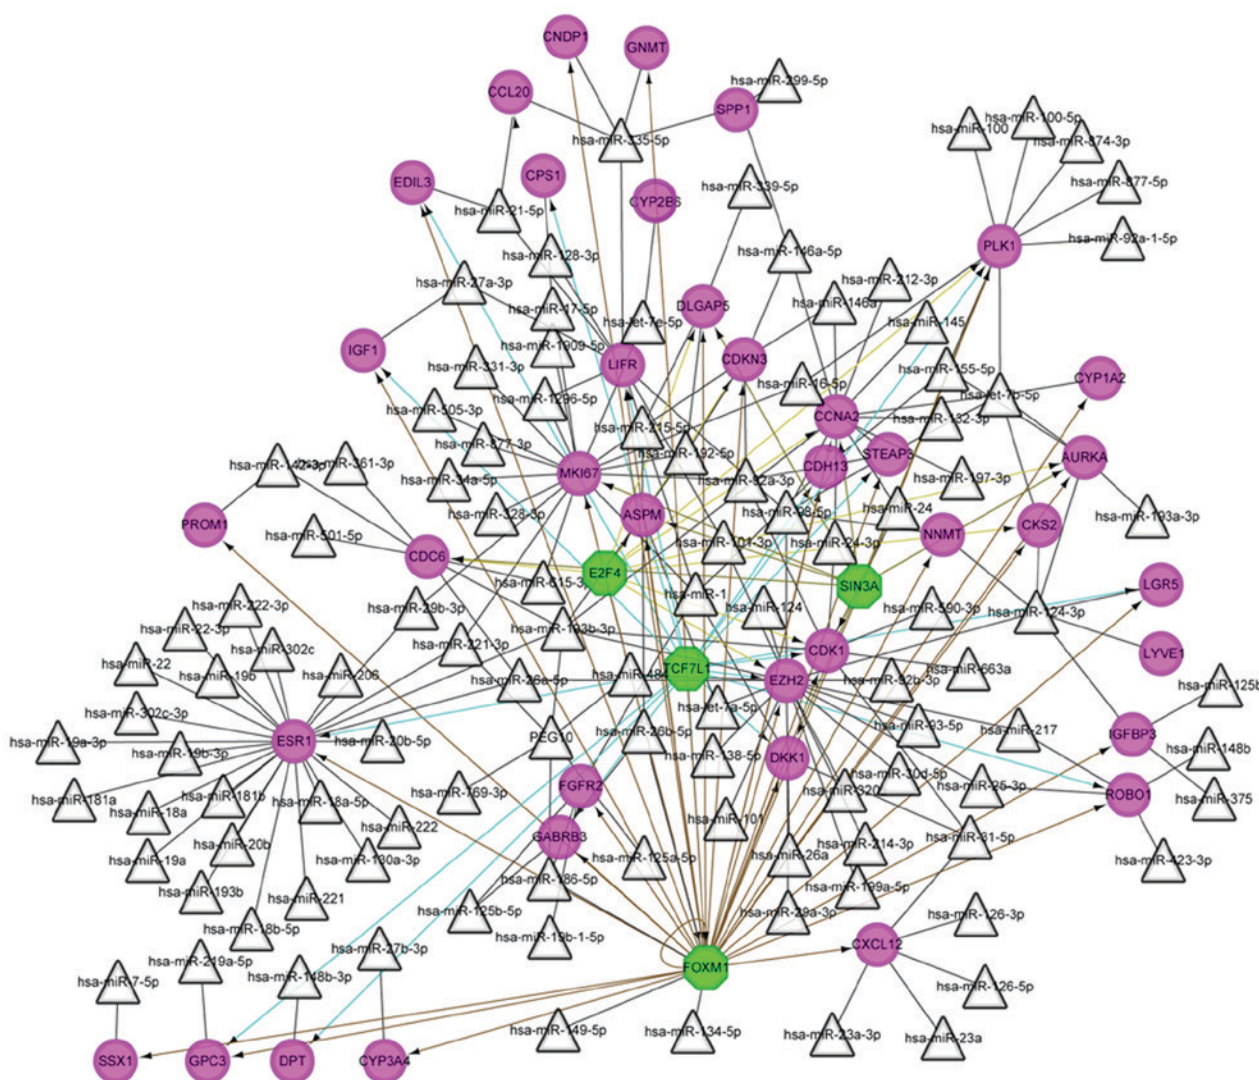 CNDP1
GNMT
hsa-miR-299-5p
CCL20
SPP1
hsa-miR-100-5p
hsa-miR-100
hsa-miR-335-5p
hsa-miR-874-3p
EDIL3
CPS1
hsa-miR-339-5p
hsa-miR-877-5p
CYP2B6
hsa-miR-21-5p
hsa-miR-92a-1-5p
PLK1
hsa-miR-128-3p
hsa-miR-146a-5p
hsa-miR-27a-3p
hsa-miR-212-3p
hsa-miR-17-5p
DLGAP5
hsa-miR-146a
hsa-let-7e-5p
hsa-miR-145
hsa-miR-1909-5p
IGF1
CDKN3
LIFR
hsa-miR-331-3p
hsa-miR-155-5p
CYP1A2
hsa-miR-16-5p
hsa-miR-1296-5p
hsa-let-7b-5p
hsa-miR-505-3p
CCNA2
hsa-miR-132-3p
hsa-miR-215-5p
hsa-miR-877-3p
hsa-miR-192-5p
hsa-miR-142-3p
hsa-miR-361-3p
STEAP3
AURKA
CDH13
MKI67
hsa-miR-34a-5p
hsa-miR-197-3p
hsa-miR-92a-3p
hsa-miR-328-3p
ASPM
hsa-miR-98-5p
hsa-miR-24
PROM1
CKS2
hsa-miR-193a-3p
hsa-miR-501-5p
NNMT
hsa-miR-101-3p
hsa-miR-24-3p
CDC6
E2F4
SIN3A
hsa-miR-615-3p
LGR5
hsa-miR-1
hsa-miR-222-3p
hsa-miR-29b-3p
hsa-miR-124
hsa-miR-590-3p
hsa-miR-124-3p
hsa-miR-22-3p
hsa-miR-193b-3p
hsa-miR-302c
hsa-miR-221-3p
CDK1
LYVE1
hsa-miR-22
hsa-miR-19b
hsa-miR-206
TCF7L1
hsa-miR-484
hsa-miR-663a
hsa-miR-26a-5p
EZH2
hsa-miR-92b-3p
hsa-miR-125b
hsa-miR-302c-3p
hsa-let-7a-5p
hsa-miR-93-5p
hsa-miR-217
hsa-miR-19a-3p
ESR1
PEG10
IGFBP3
hsa-miR-19b-3p
hsa-miR-20b-5p
hsa-miR-26b-5p
hsa-miR-148b
hsa-miR-138-5p
DKK1
hsa-miR-30d-5p
hsa-miR-181a
hsa-miR-181b
hsa-miR-769-3p
FGFR2
hsa-miR-320
hsa-miR-25-3p
ROBO1
hsa-miR-375
hsa-miR-18a
hsa-miR-18a-5p
hsa-miR-222
hsa-miR-101
GABRB3
hsa-miR-31-5p
hsa-miR-20b
hsa-miR-19a
hsa-miR-130a-3p
hsa-miR-125a-5p
hsa-miR-26a
hsa-miR-214-3p
hsa-miR-423-3p
hsa-miR-186-5p
hsa-miR-199a-5p
hsa-miR-193b
hsa-miR-221
hsa-miR-125b-5p
hsa-miR-29a-3p
hsa-miR-126-3p
hsa-miR-18b-5p
hsa-miR-19b-1-5p
hsa-miR-27b-3p
CXCL12
hsa-miR-219a-5p
hsa-miR-148b-3p
FOXM1
hsa-miR-7-5p
hsa-miR-126-5p
hsa-miR-149-5p
hsa-miR-134-5p
hsa-miR-23a-3p
hsa-miR-23a
SSX1
GPC3
DPT
CYP3A4